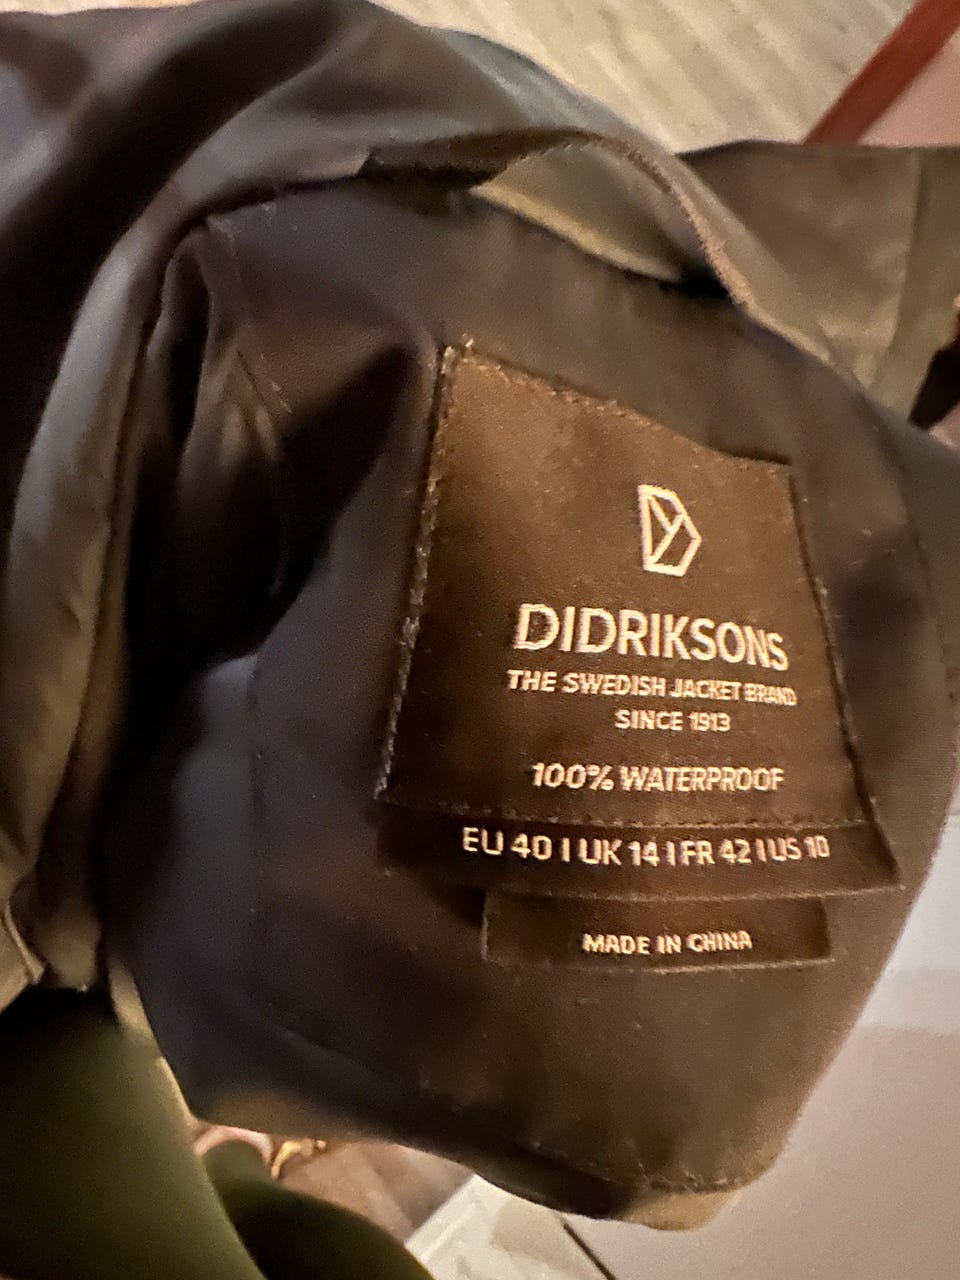 DIDRIKSONS
THE SWEDISH JACKET BRAND
SINCE 1913
100% WATERPROOF
EU 40 | UK 14 | FR 42 | US 10
MADE IN CHINA